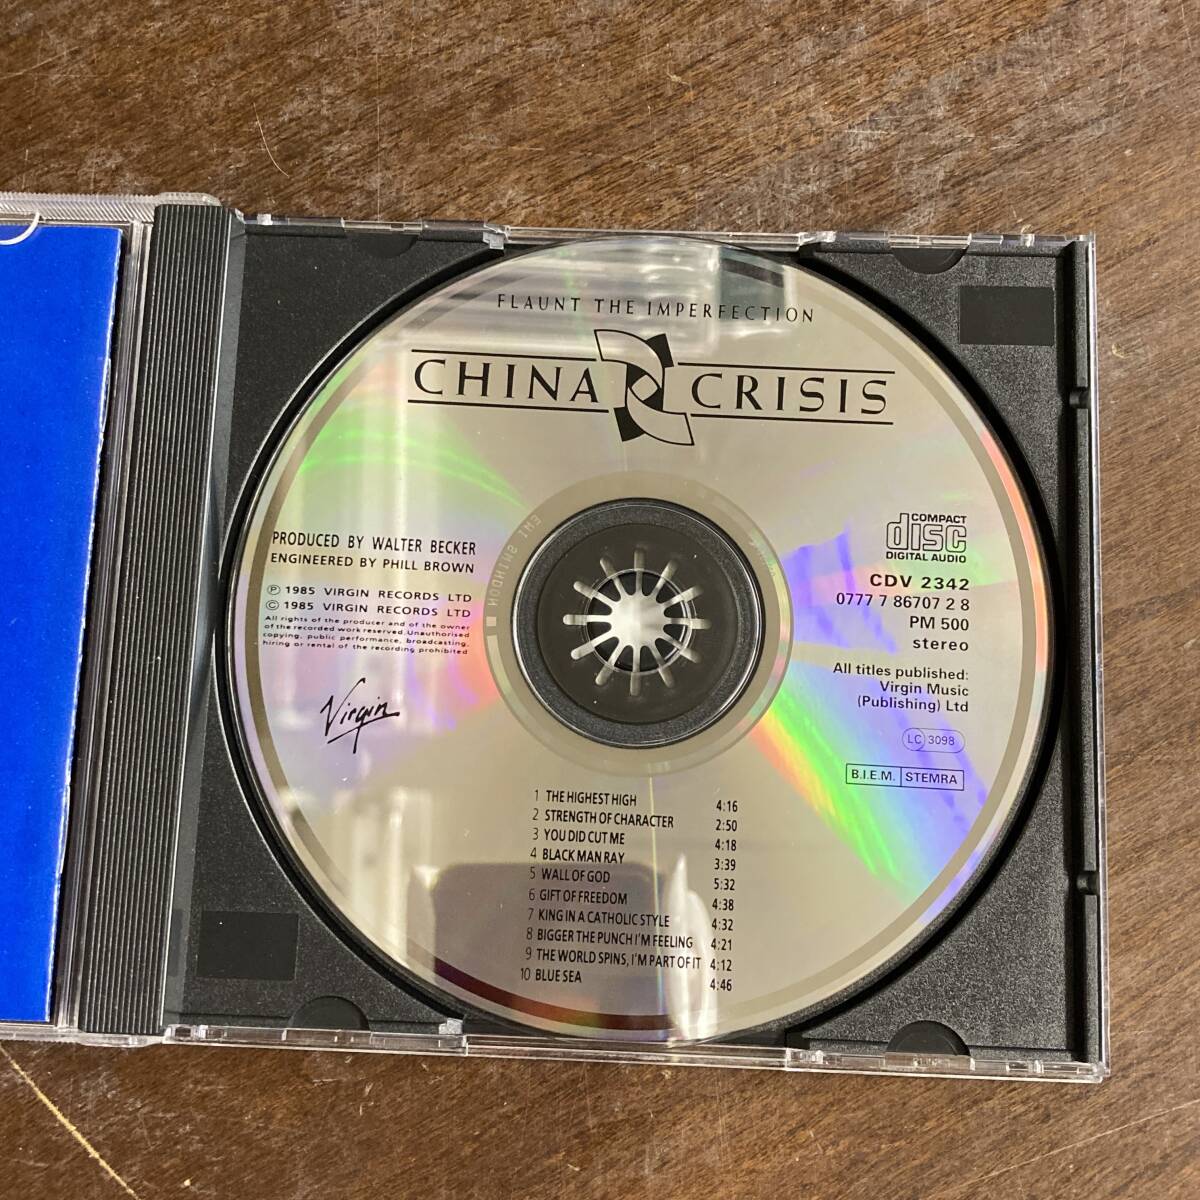 FLAUNT THE IMPERFECTION
CHINA CRISIS
PRODUCED BY WALTER BECKER
ENGINEERED BY PHILL BROWN
℗ 1985 VIRGIN RECORDS LTD
© 1985 VIRGIN RECORDS LTD
All rights of the producer and of the owner
of the recorded work reserved. Unauthorised
copying, public performance, broadcasting,
hiring or rental of the recording prohibited
Virgin
EMI SWINDON
COMPACT
disc
DIGITAL AUDIO
CDV 2342
0777 7 86707 2 8
PM 500
stereo
All titles published:
Virgin Music
(Publishing) Ltd
LC 3098
B.I.E.M. STEMRA
1 THE HIGHEST HIGH 4:16
2 STRENGTH OF CHARACTER 2:50
3 YOU DID CUT ME 4:18
4 BLACK MAN RAY 3:39
5 WALL OF GOD 5:32
6 GIFT OF FREEDOM 4:38
7 KING IN A CATHOLIC STYLE 4:32
8 BIGGER THE PUNCH I'M FEELING 4:21
9 THE WORLD SPINS, I'M PART OF IT 4:12
10 BLUE SEA 4:46